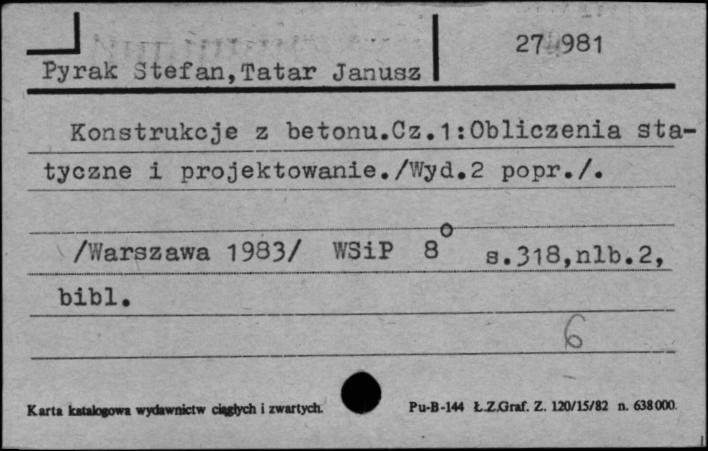 27 981
Pyrak Stefan,Tatar Janusz
Konstrukcje z betonu.Cz.1:Obliczenia sta-
tyczne i projektowanie./Wyd.2 popr./.
/Warszawa 1983/ WSiP 8° s.318,nlb.2,
bibl.
6
Karta katalogowa wydawnictw ciągłych i zwartych. Pu-B-144 Ł.Z.Graf. Z. 120/15/82 n. 638000.